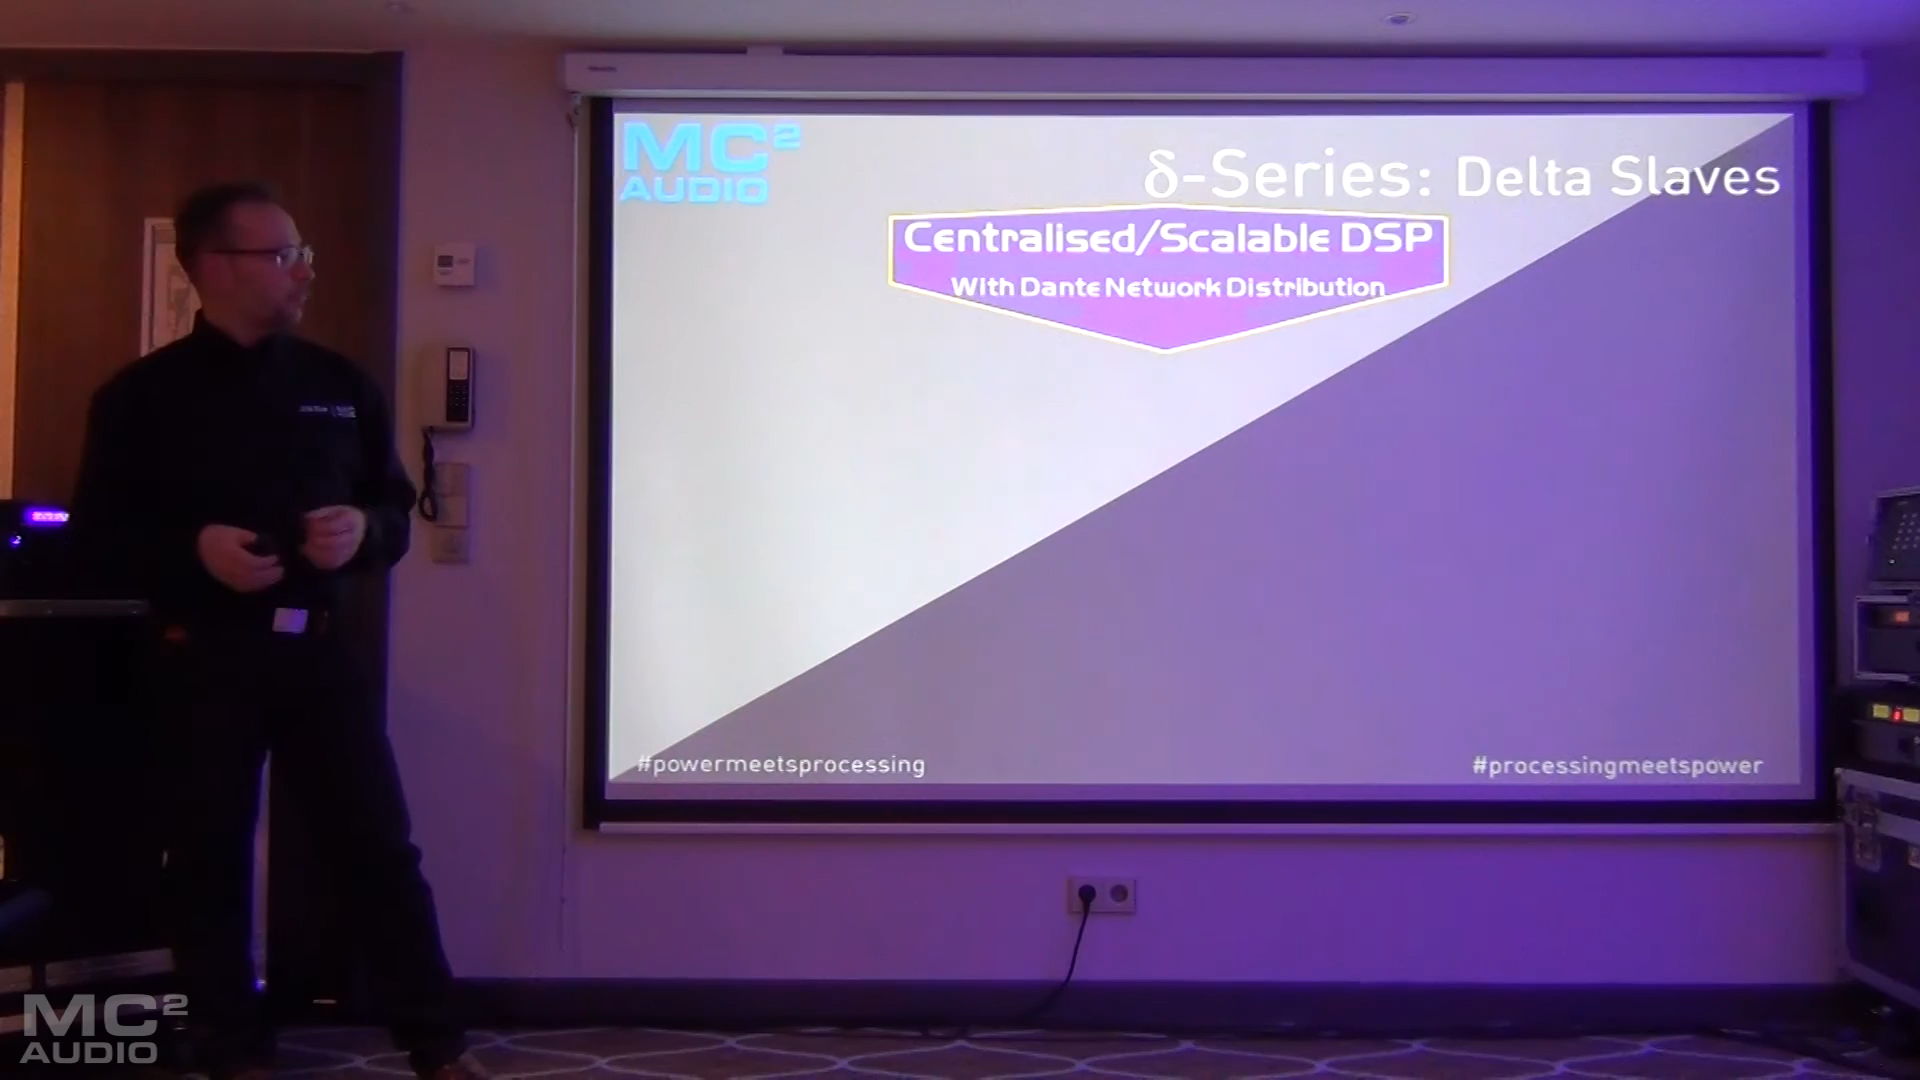 MC²
AUDIO
δ-Series: Delta Slaves
Centralised/Scalable DSP
With Dante Network Distribution
#powermeetsprocessing
#processingmeetspower
MC²
AUDIO